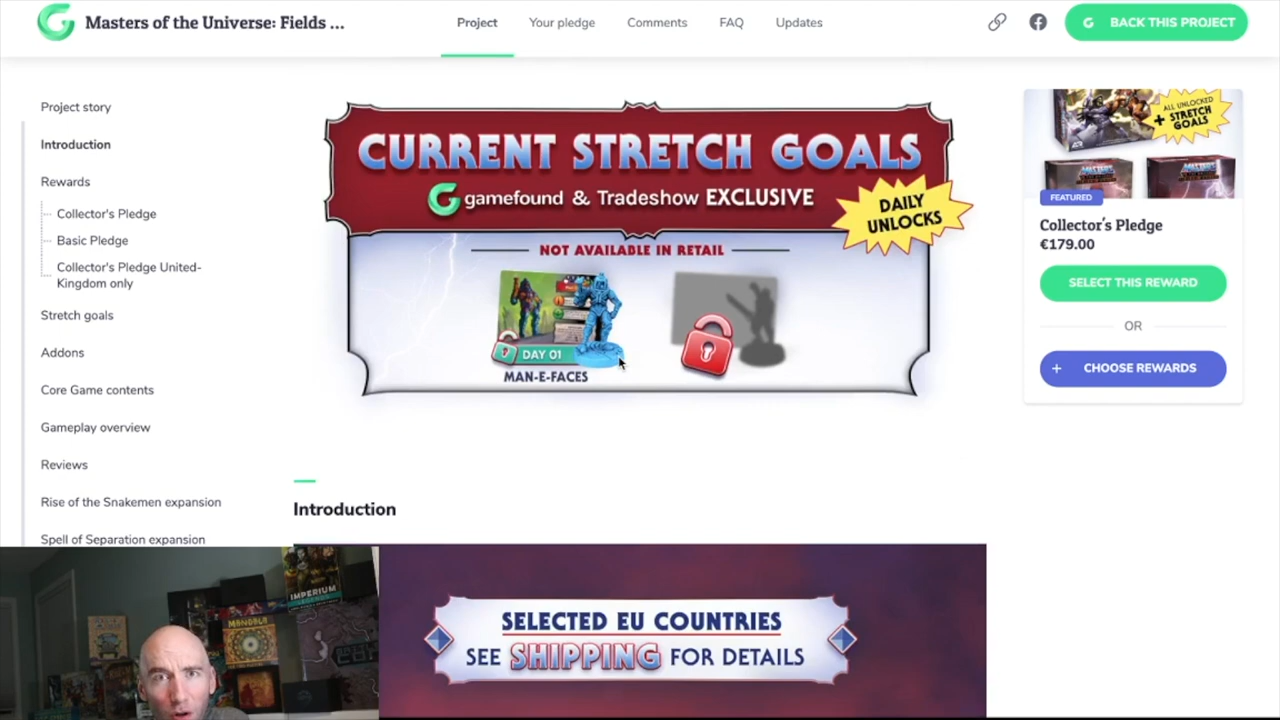 Masters of the Universe: Fields ...
Project
Your pledge
Comments
FAQ
Updates
BACK THIS PROJECT
Project story
Introduction
Rewards
Collector's Pledge
Basic Pledge
Collector's Pledge United-
Kingdom only
Stretch goals
Addons
Core Game contents
Gameplay overview
Reviews
Rise of the Snakemen expansion
Spell of Separation expansion
CURRENT STRETCH GOALS
gamefound & Tradeshow EXCLUSIVE
DAILY
UNLOCKS
NOT AVAILABLE IN RETAIL
DAY 01
MAN-E-FACES
Introduction
SELECTED EU COUNTRIES
SEE SHIPPING FOR DETAILS
ALL UNLOCKED
+ STRETCH
GOALS
FEATURED
Collector's Pledge
€179.00
SELECT THIS REWARD
OR
+ CHOOSE REWARDS
IMPERIUM
MANDALA